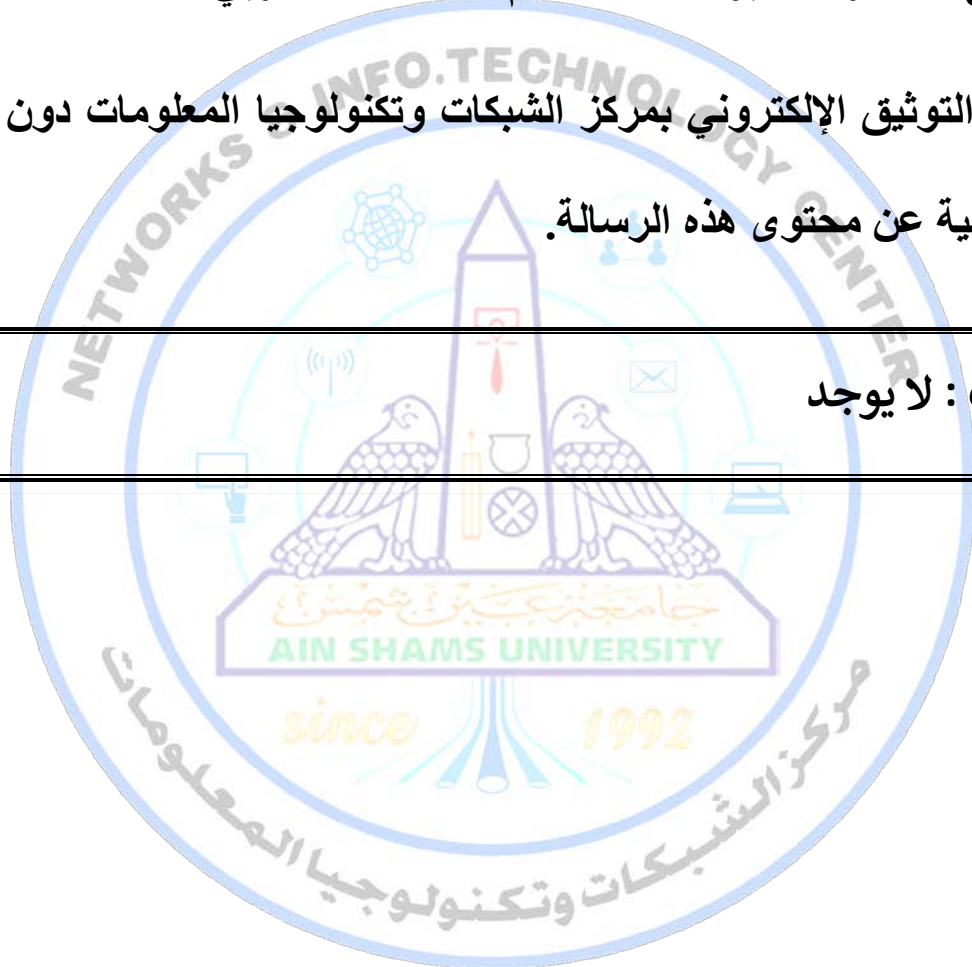 التوثيق الإلكتروني بمركز الشبكات وتكنولوجيا المعلومات دون
عن محتوى هذه الرسالة.
: لا يوجد
NETWORKS & INFO.TECHNOLOGY CENTER
جامعة عين شمس
AIN SHAMS UNIVERSITY
since 1992
مركز الشبكات وتكنولوجيا المعلومات